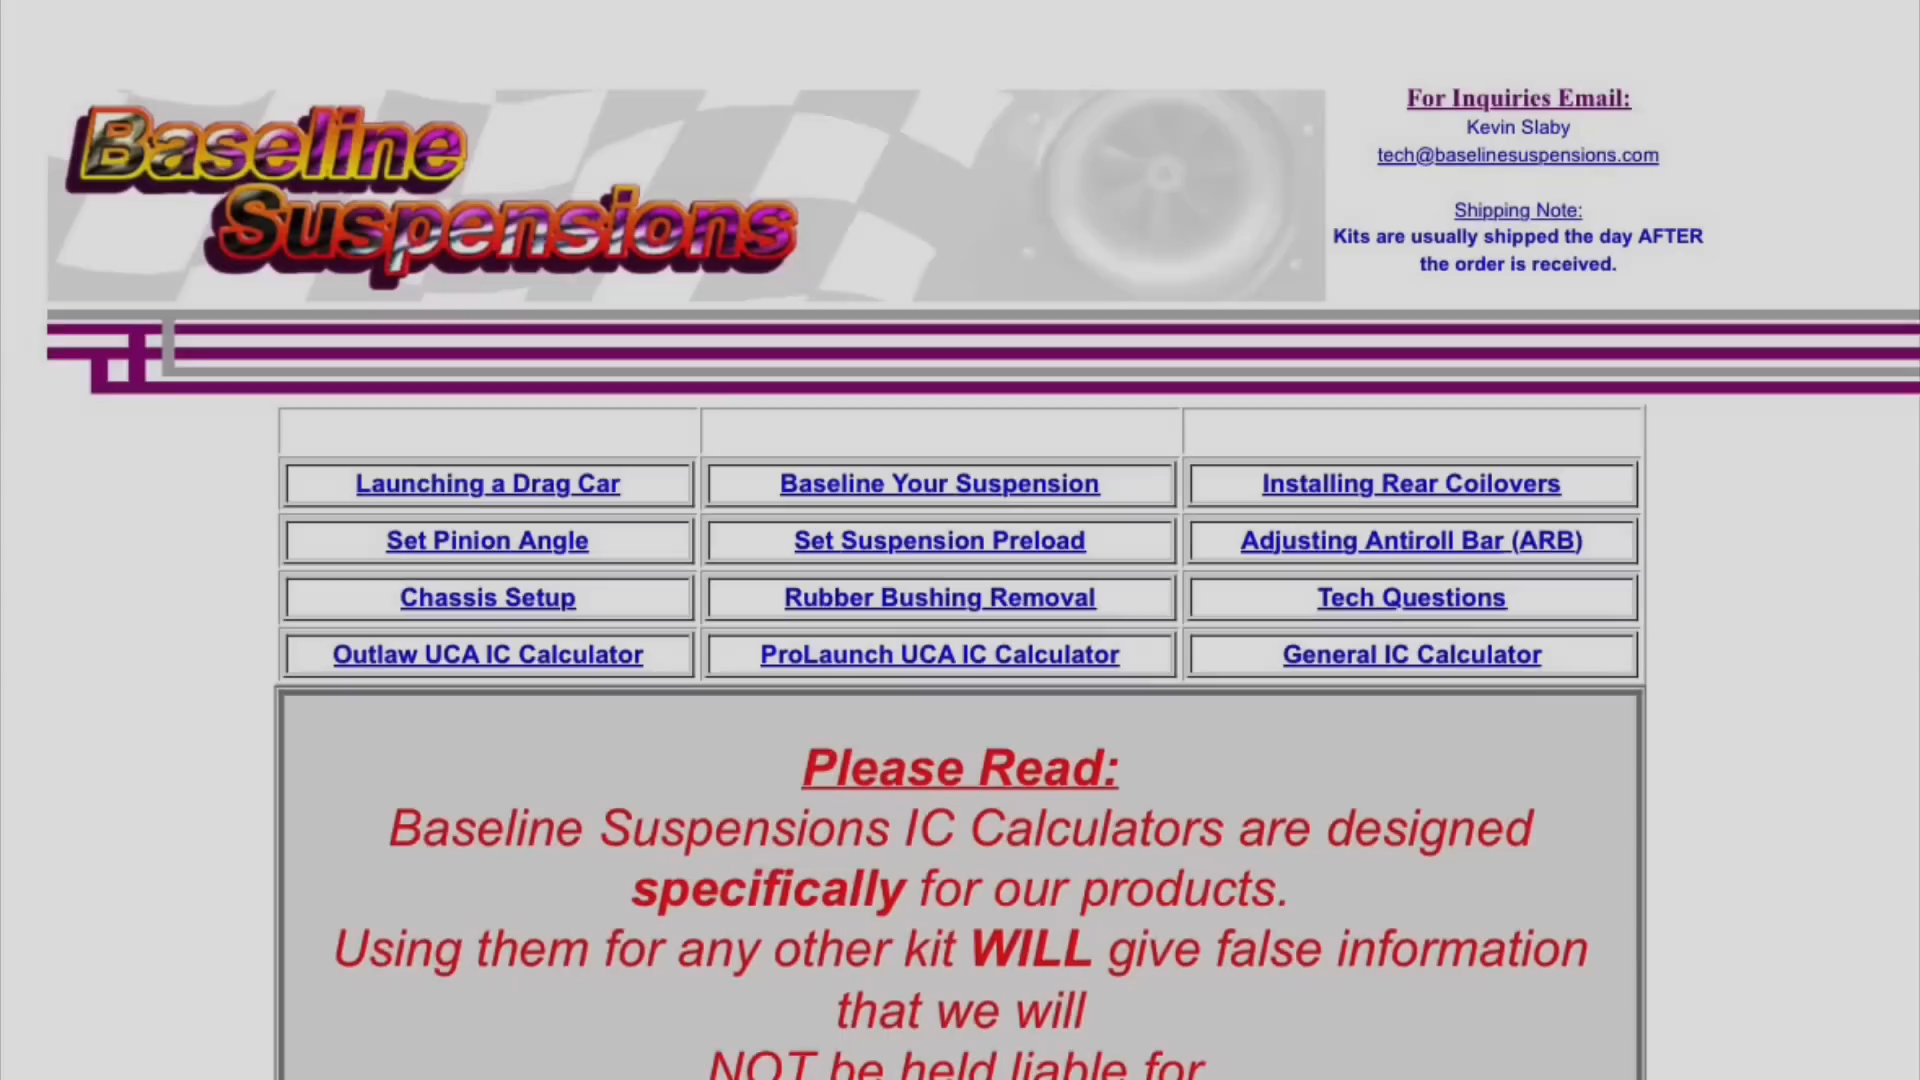 Baseline
Suspensions
For Inquiries Email:
Kevin Slaby
tech@baselinesuspensions.com
Shipping Note:
Kits are usually shipped the day AFTER
the order is received.
Launching a Drag Car
Baseline Your Suspension
Installing Rear Coilovers
Set Pinion Angle
Set Suspension Preload
Adjusting Antiroll Bar (ARB)
Chassis Setup
Rubber Bushing Removal
Tech Questions
Outlaw UCA IC Calculator
ProLaunch UCA IC Calculator
General IC Calculator
Please Read:
Baseline Suspensions IC Calculators are designed
specifically for our products.
Using them for any other kit WILL give false information
that we will
NOT be held liable for